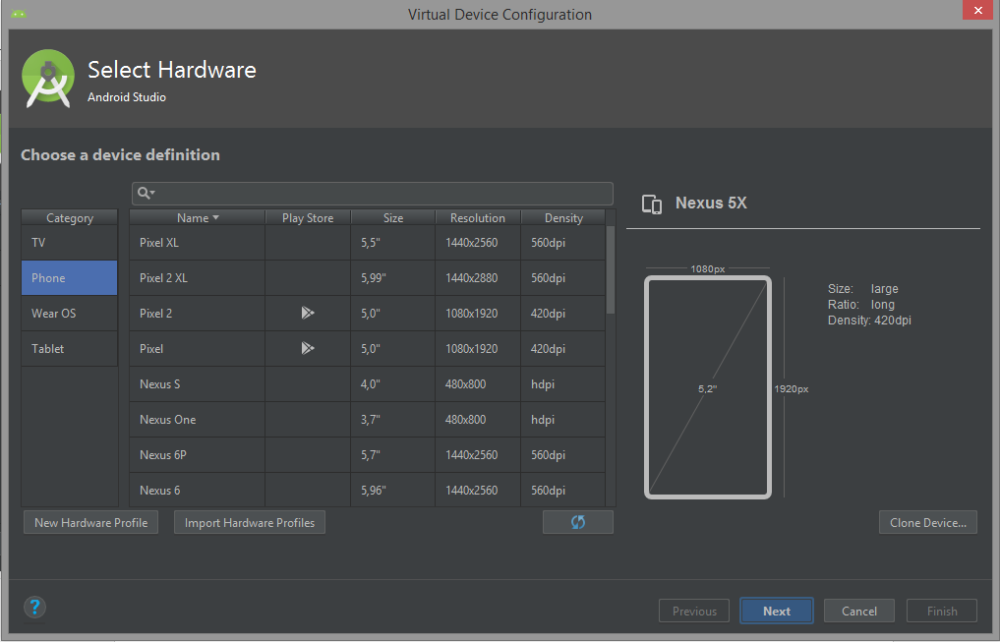 Virtual Device Configuration
Select Hardware
Android Studio
Choose a device definition
Category
TV
Phone
Wear OS
Tablet
Name Play Store Size Resolution Density
Pixel XL 5,5" 1440x2560 560dpi
Pixel 2 XL 5,99" 1440x2880 560dpi
Pixel 2 5,0" 1080x1920 420dpi
Pixel 5,0" 1080x1920 420dpi
Nexus S 4,0" 480x800 hdpi
Nexus One 3,7" 480x800 hdpi
Nexus 6P 5,7" 1440x2560 560dpi
Nexus 6 5,96" 1440x2560 560dpi
New Hardware Profile Import Hardware Profiles
Nexus 5X
1080px
5,2"
1920px
Size: large
Ratio: long
Density: 420dpi
Clone Device...
? Previous Next Cancel Finish